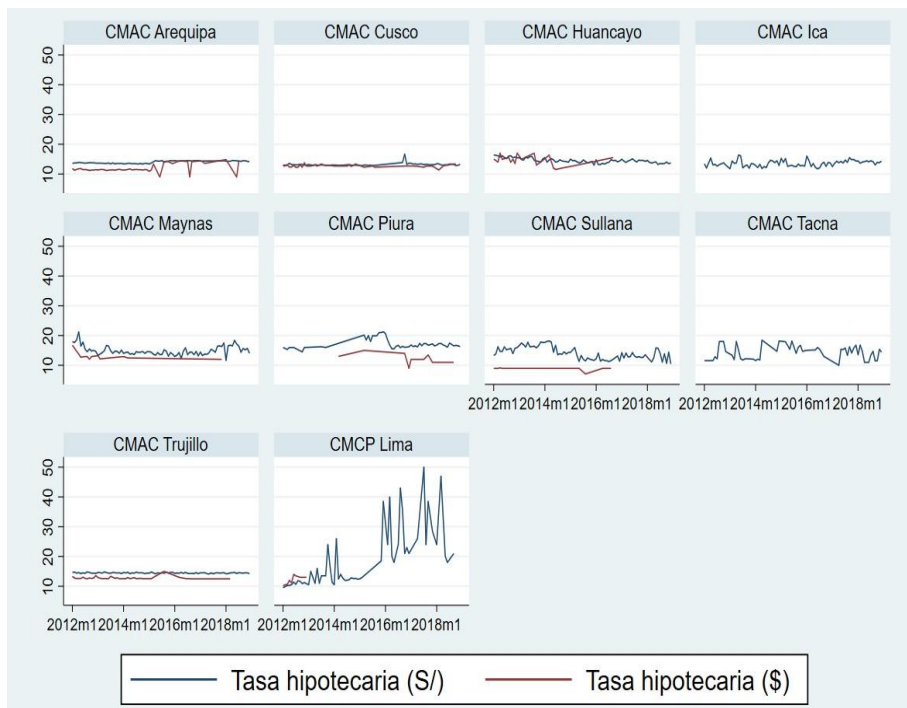 CMAC Arequipa CMAC Cusco CMAC Huancayo CMAC Ica
50
40
30
20
10
CMAC Maynas CMAC Piura CMAC Sullana CMAC Tacna
50
40
30
20
10
2012m1 2014m1 2016m1 2018m1 2012m1 2014m1 2016m1 2018m1
CMAC Trujillo CMCP Lima
50
40
30
20
10
2012m1 2014m1 2016m1 2018m1 2012m1 2014m1 2016m1 2018m1
Tasa hipotecaria (S/) Tasa hipotecaria ($)